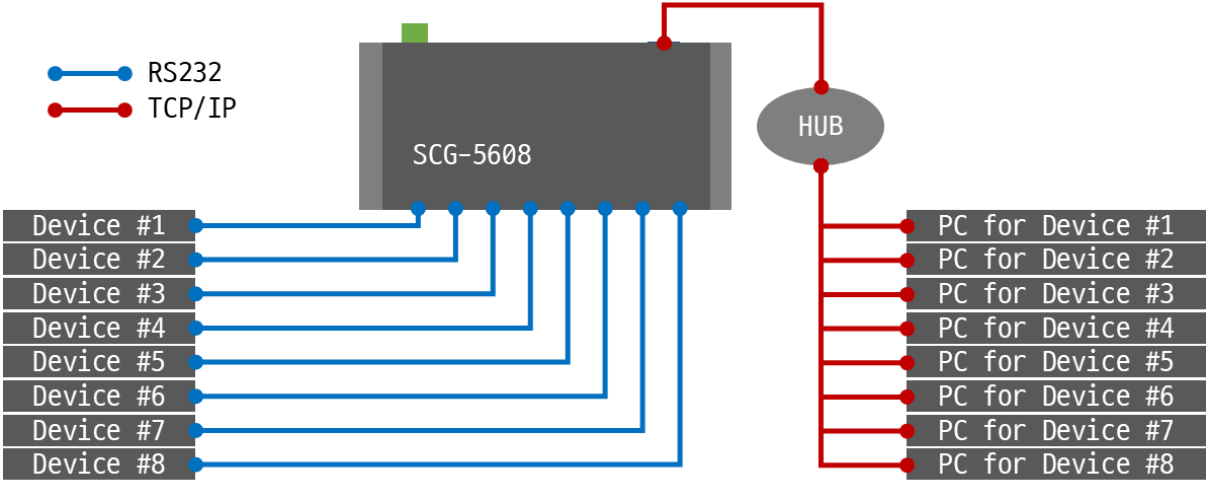 RS232
TCP/IP
SCG-5608
HUB
Device #1
Device #2
Device #3
Device #4
Device #5
Device #6
Device #7
Device #8
PC for Device #1
PC for Device #2
PC for Device #3
PC for Device #4
PC for Device #5
PC for Device #6
PC for Device #7
PC for Device #8